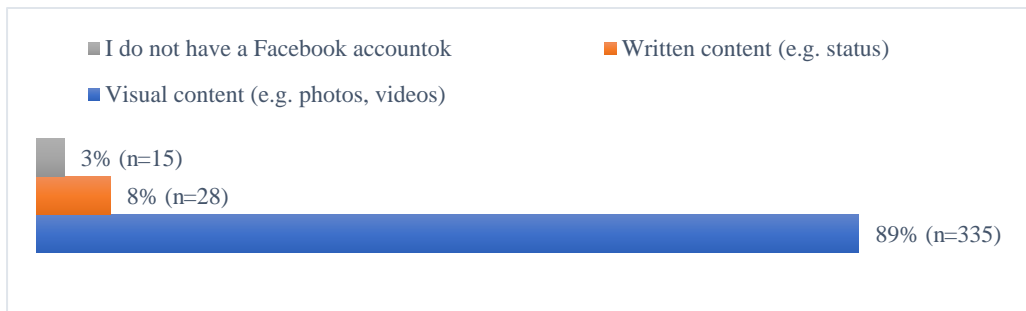 I do not have a Facebook accountok
Written content (e.g. status)
Visual content (e.g. photos, videos)
3% (n=15)
8% (n=28)
89% (n=335)